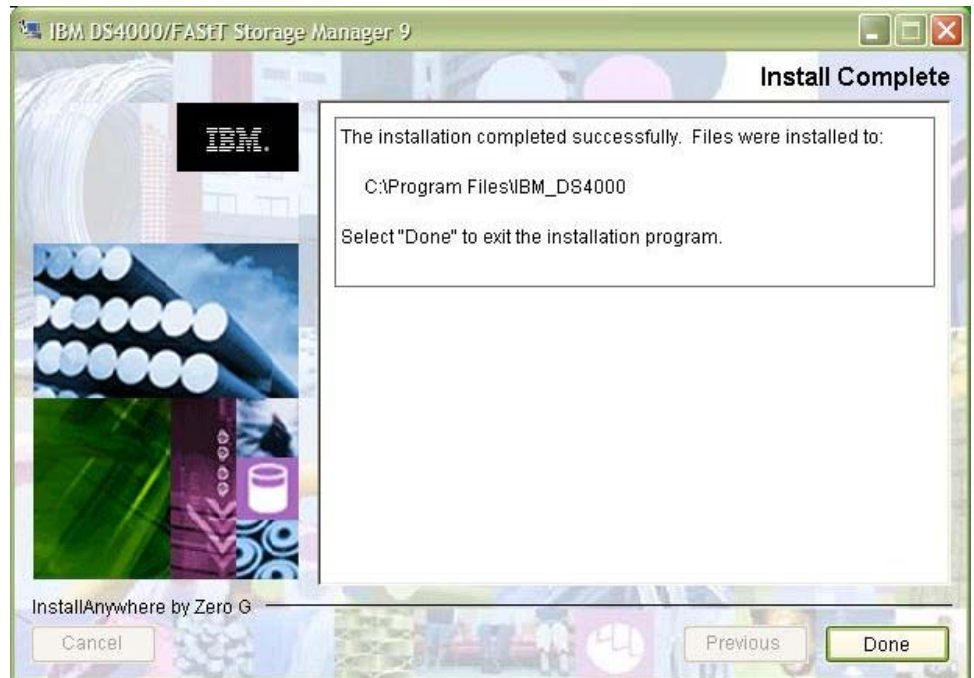 IBM DS4000/FAStT Storage Manager 9
Install Complete
IBM.
The installation completed successfully. Files were installed to:
C:\Program Files\IBM_DS4000
Select "Done" to exit the installation program.
InstallAnywhere by Zero G
Cancel
Previous
Done